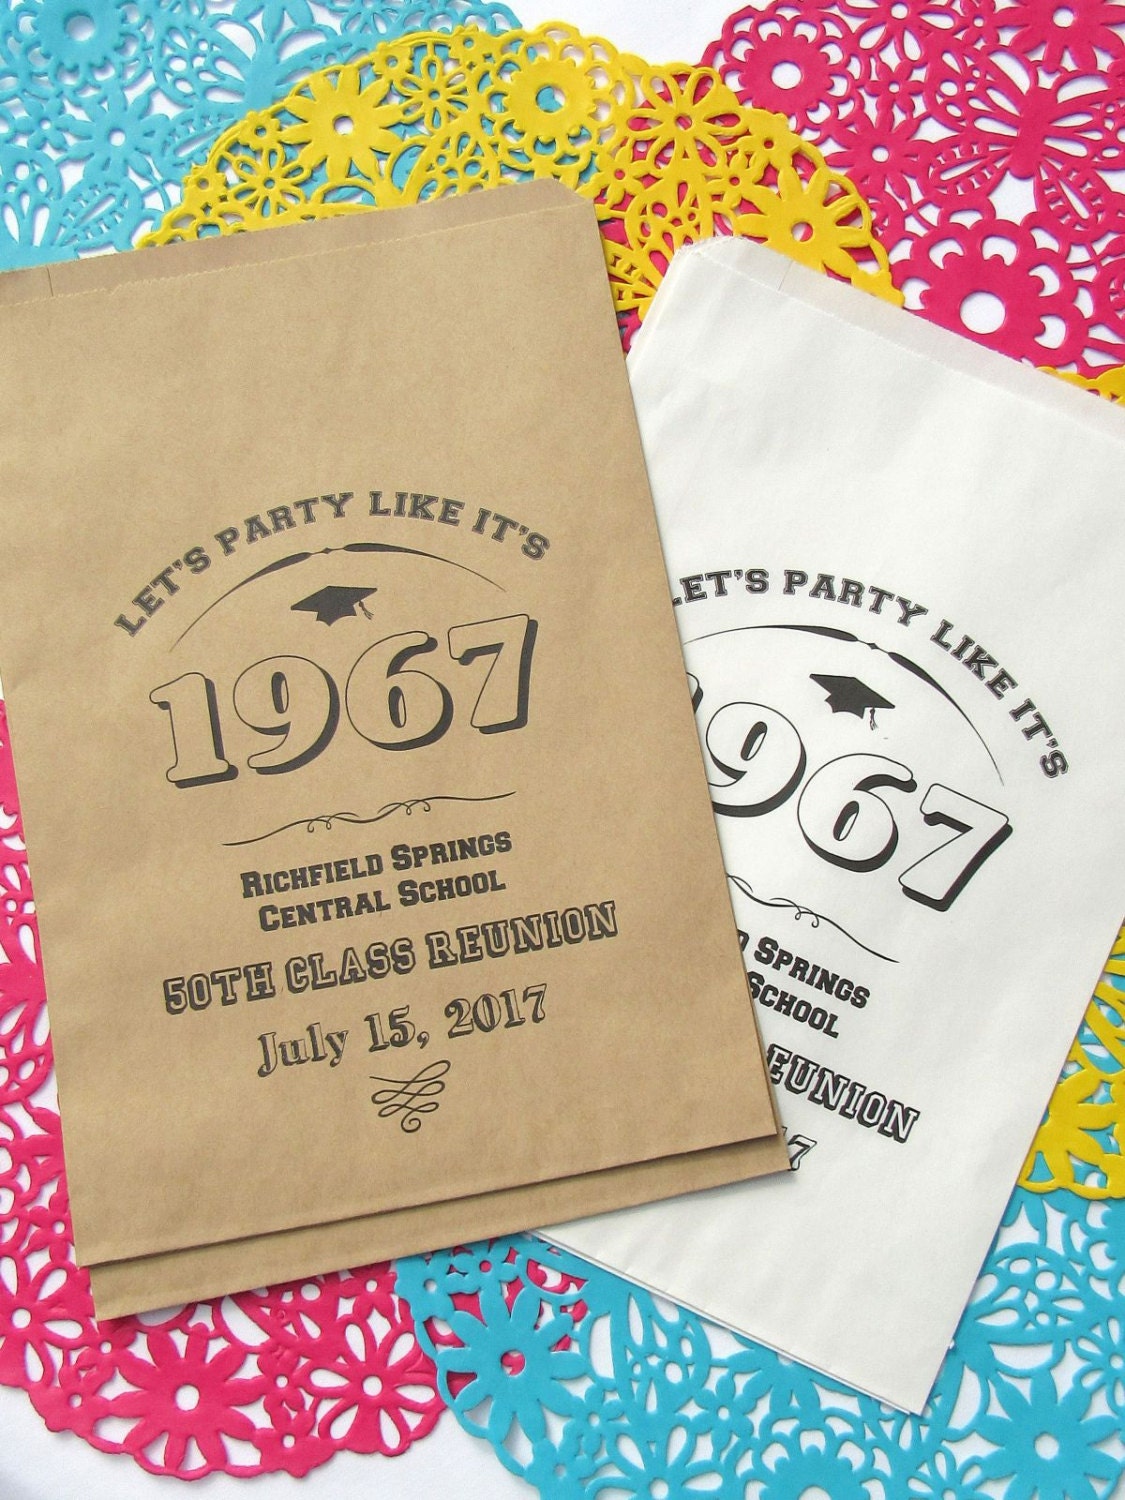 LET'S PARTY LIKE IT'S
1967
RICHFIELD SPRINGS
CENTRAL SCHOOL
50TH CLASS REUNION
July 15, 2017
LET'S PARTY LIKE IT'S
1967
SPRINGS
SCHOOL
REUNION